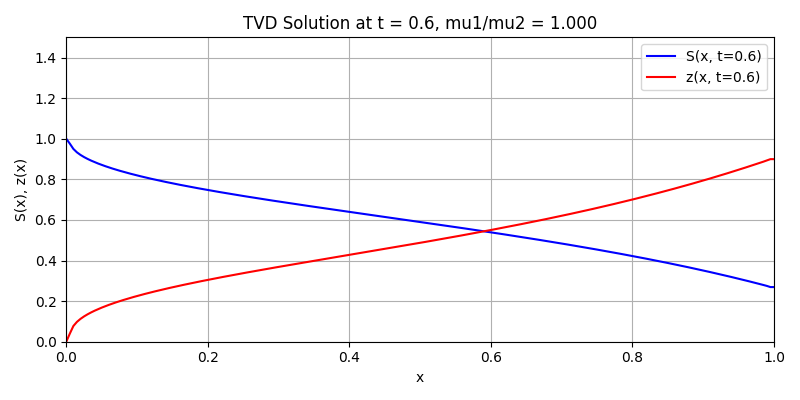 TVD Solution at t = 0.6, mu1/mu2 = 1.000
S(x, t=0.6)
z(x, t=0.6)
S(x), z(x)
1.4
1.2
1.0
0.8
0.6
0.4
0.2
0.0
0.0 0.2 0.4 0.6 0.8 1.0
x